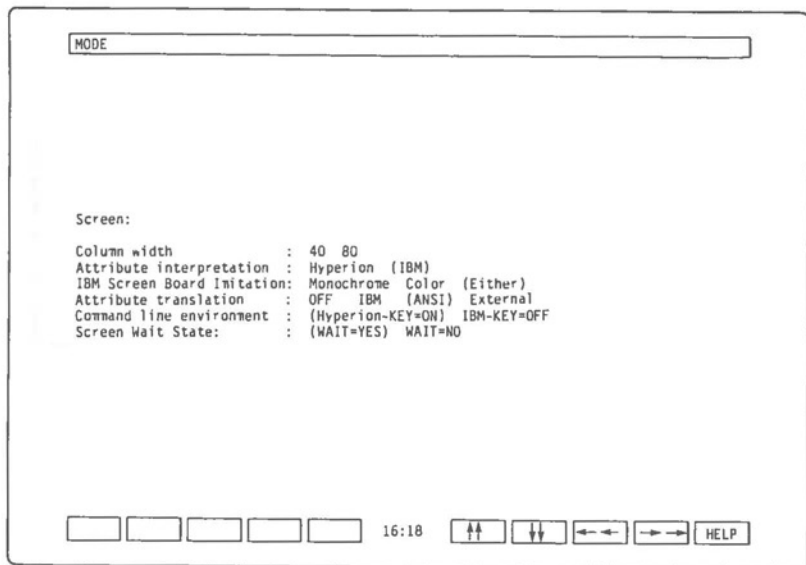 MODE
Screen:
Column width : 40 80
Attribute interpretation : Hyperion (IBM)
IBM Screen Board Imitation: Monochrome Color (Either)
Attribute translation : OFF IBM (ANSI) External
Command line environment : (Hyperion-KEY=ON) IBM-KEY=OFF
Screen Wait State: : (WAIT=YES) WAIT=NO
16:18 HELP